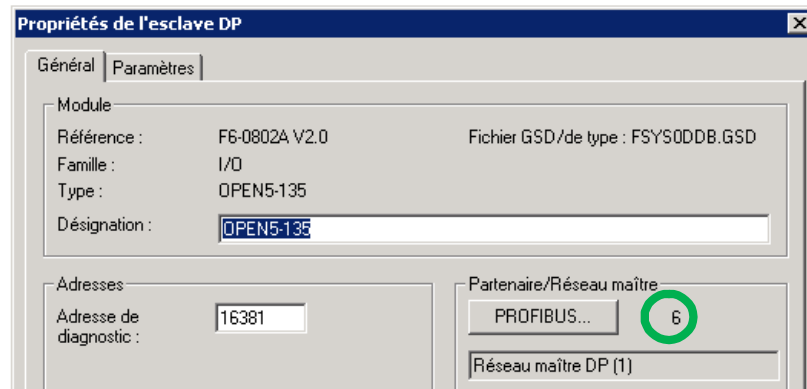 Propriétés de l'esclave DP
Général
Paramètres
Module
Référence : F6-0802A V2.0 Fichier GSD/de type : FSYS0DDB.GSD
Famille : I/O
Type : OPEN5-135
Désignation : OPEN5-135
Adresses
Adresse de diagnostic : 16381
Partenaire/Réseau maître
PROFIBUS... 6
Réseau maître DP (1)